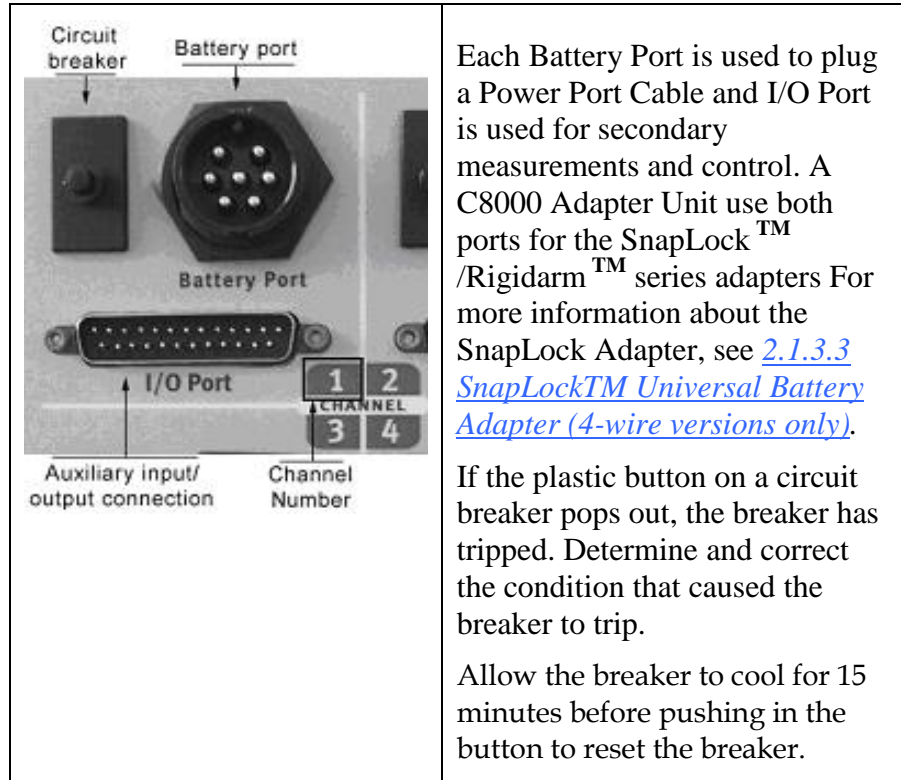 Circuit
breaker
Battery port
Battery Port
I/O Port
1 2
CHANNEL
3 4
Auxiliary input/
output connection
Channel
Number
Each Battery Port is used to plug
a Power Port Cable and I/O Port
is used for secondary
measurements and control. A
C8000 Adapter Unit use both
ports for the SnapLock TM
/Rigidarm TM series adapters For
more information about the
SnapLock Adapter, see 2.1.3.3
SnapLockTM Universal Battery
Adapter (4-wire versions only).
If the plastic button on a circuit
breaker pops out, the breaker has
tripped. Determine and correct
the condition that caused the
breaker to trip.
Allow the breaker to cool for 15
minutes before pushing in the
button to reset the breaker.